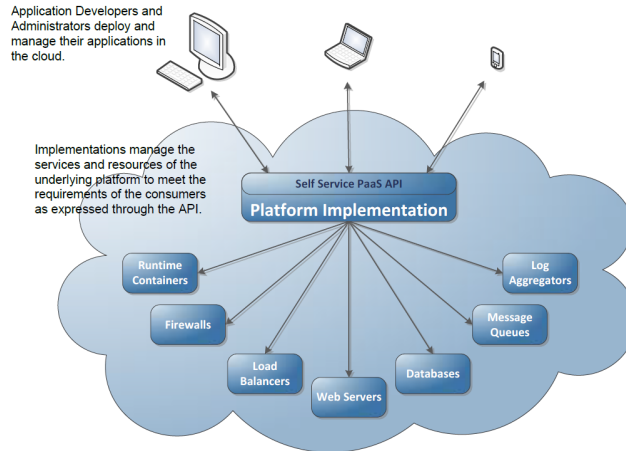 Application Developers and
Administrators deploy and
manage their applications in
the cloud.
Implementations manage the
services and resources of the
underlying platform to meet the
requirements of the consumers
as expressed through the API.
Self Service PaaS API
Platform Implementation
Runtime
Containers
Log
Aggregators
Firewalls
Message
Queues
Load
Balancers
Databases
Web Servers